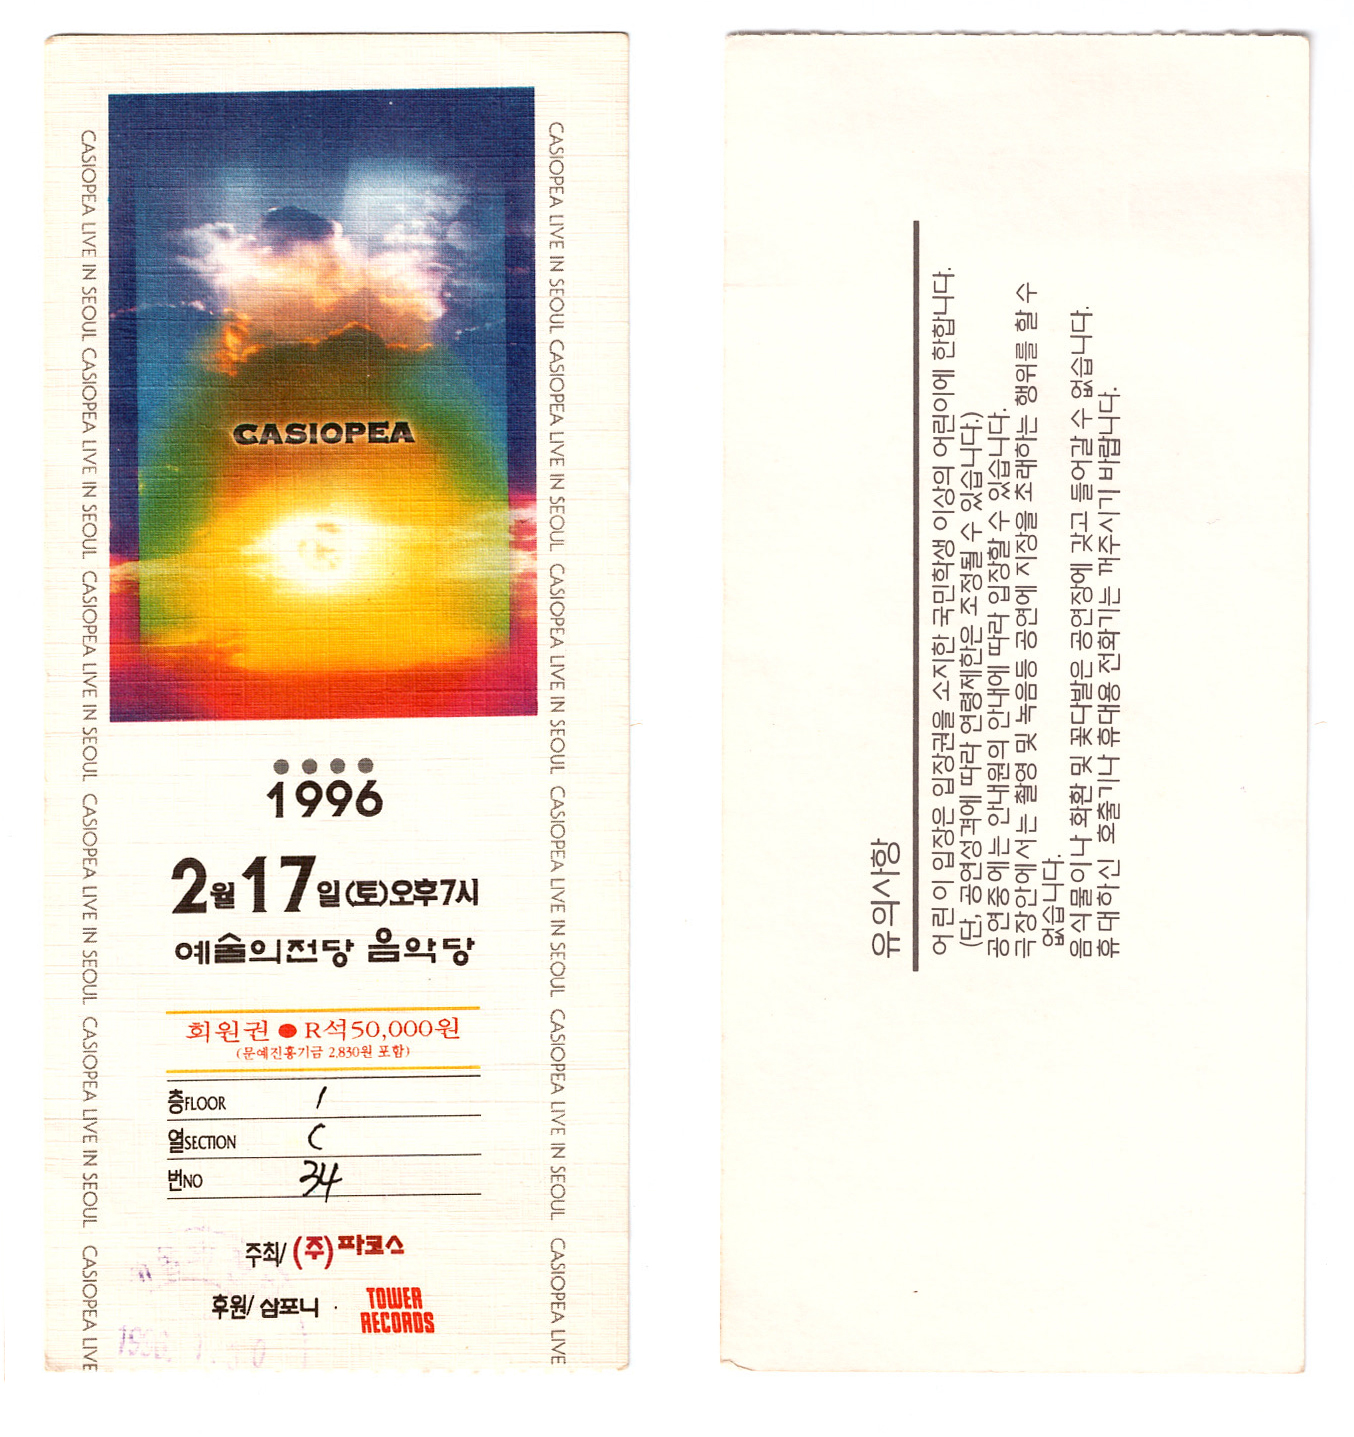 CASIOPEA LIVE IN SEOUL CASIOPEA LIVE IN SEOUL CASIOPEA LIVE IN SEOUL CASIOPEA LIVE IN SEOUL CASIOPEA LIVE IN SEOUL CASIOPEA LIVE
CASIOPEA
CASIOPEA LIVE IN SEOUL CASIOPEA LIVE IN SEOUL CASIOPEA LIVE IN SEOUL CASIOPEA LIVE IN SEOUL CASIOPEA LIVE IN SEOUL CASIOPEA LIVE
1996
2월17일(토)오후7시
예술의전당 음악당
회원권 ● R석50,000원
(문예진흥기금 2,830원 포함)
층FLOOR 1
열SECTION C
번NO 34
주최/ (주)파코스
후원/ 삼포니 · TOWER RECORDS
유의사항
어린이 입장은 입장권을 소지한 국민학생 이상의 어린이에 한합니다.
(단, 공연성격에 따라 연령제한은 조정될 수 있습니다.)
공연중에는 안내원의 안내에 따라 입장할 수 있습니다.
극장안에서는 촬영 및 녹음등 공연에 지장을 초래하는 행위를 할 수
없습니다.
음식물이나 화환 및 꽃다발은 공연장에 갖고 들어갈 수 없습니다.
휴대하신 호출기나 휴대용 전화기는 꺼주시기 바랍니다.